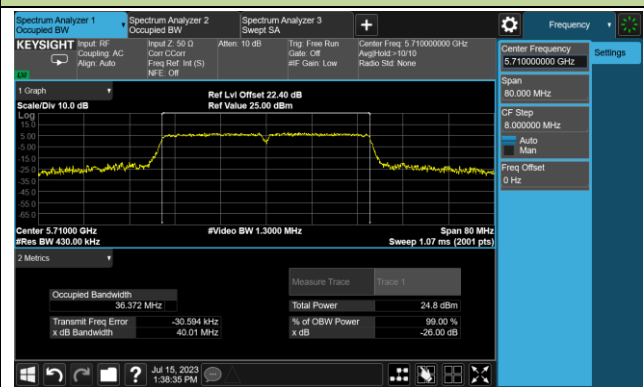 Spectrum Analyzer 1
Occupied BW
Spectrum Analyzer 2
Occupied BW
Spectrum Analyzer 3
Swept SA
Frequency
KEYSIGHT
Input: RF
Coupling: AC
Align: Auto
Input Z: 50 Ω
Corr CCorr
Freq Ref: Int (S)
NFE: Off
Atten: 10 dB
Trig: Free Run
Gate: Off
#IF Gain: Low
Center Freq: 5.710000000 GHz
Avg|Hold:>10/10
Radio Std: None
Center Frequency
5.710000000 GHz
Settings
Span
80.000 MHz
CF Step
8.000000 MHz
Auto
Man
Freq Offset
0 Hz
1 Graph
Scale/Div 10.0 dB
Ref Lvl Offset 22.40 dB
Ref Value 25.00 dBm
Log
15.0
5.00
-5.00
-15.0
-25.0
-35.0
-45.0
-55.0
-65.0
Center 5.71000 GHz
#Res BW 430.00 kHz
#Video BW 1.3000 MHz
Span 80 MHz
Sweep 1.07 ms (2001 pts)
2 Metrics
Measure Trace
Trace 1
Occupied Bandwidth
36.372 MHz
Total Power
24.8 dBm
Transmit Freq Error
-30.594 kHz
% of OBW Power
99.00 %
x dB Bandwidth
40.01 MHz
x dB
-26.00 dB
Jul 15, 2023
1:38:35 PM